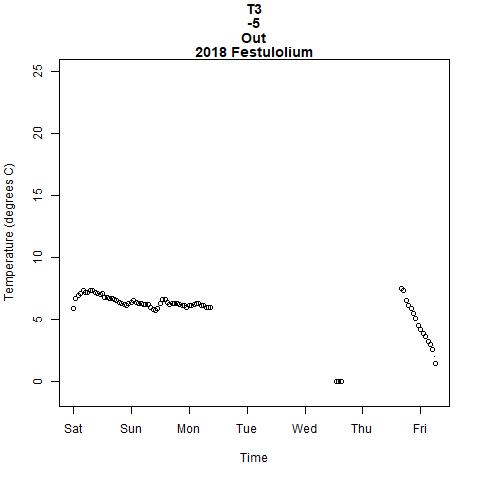 T3
-5
Out
2018 Festulolium
Temperature (degrees C)
25
20
15
10
5
0
Sat Sun Mon Tue Wed Thu Fri
Time